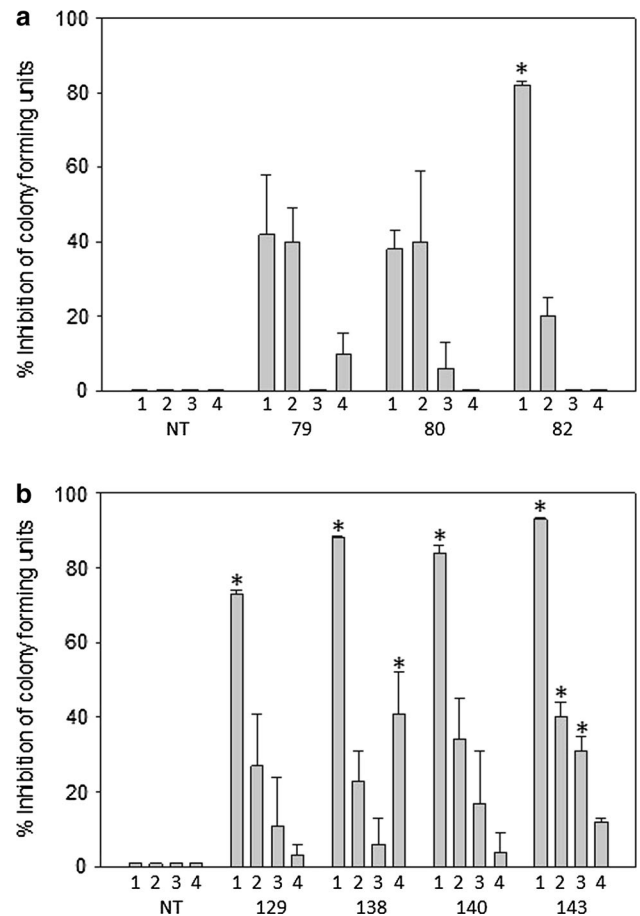 a
% Inhibition of colony forming units
100
80
60
40
20
0
*
1 2 3 4 1 2 3 4 1 2 3 4 1 2 3 4
NT 79 80 82
b
% Inhibition of colony forming units
100
80
60
40
20
0
* * * * * * *
1 2 3 4 1 2 3 4 1 2 3 4 1 2 3 4 1 2 3 4
NT 129 138 140 143